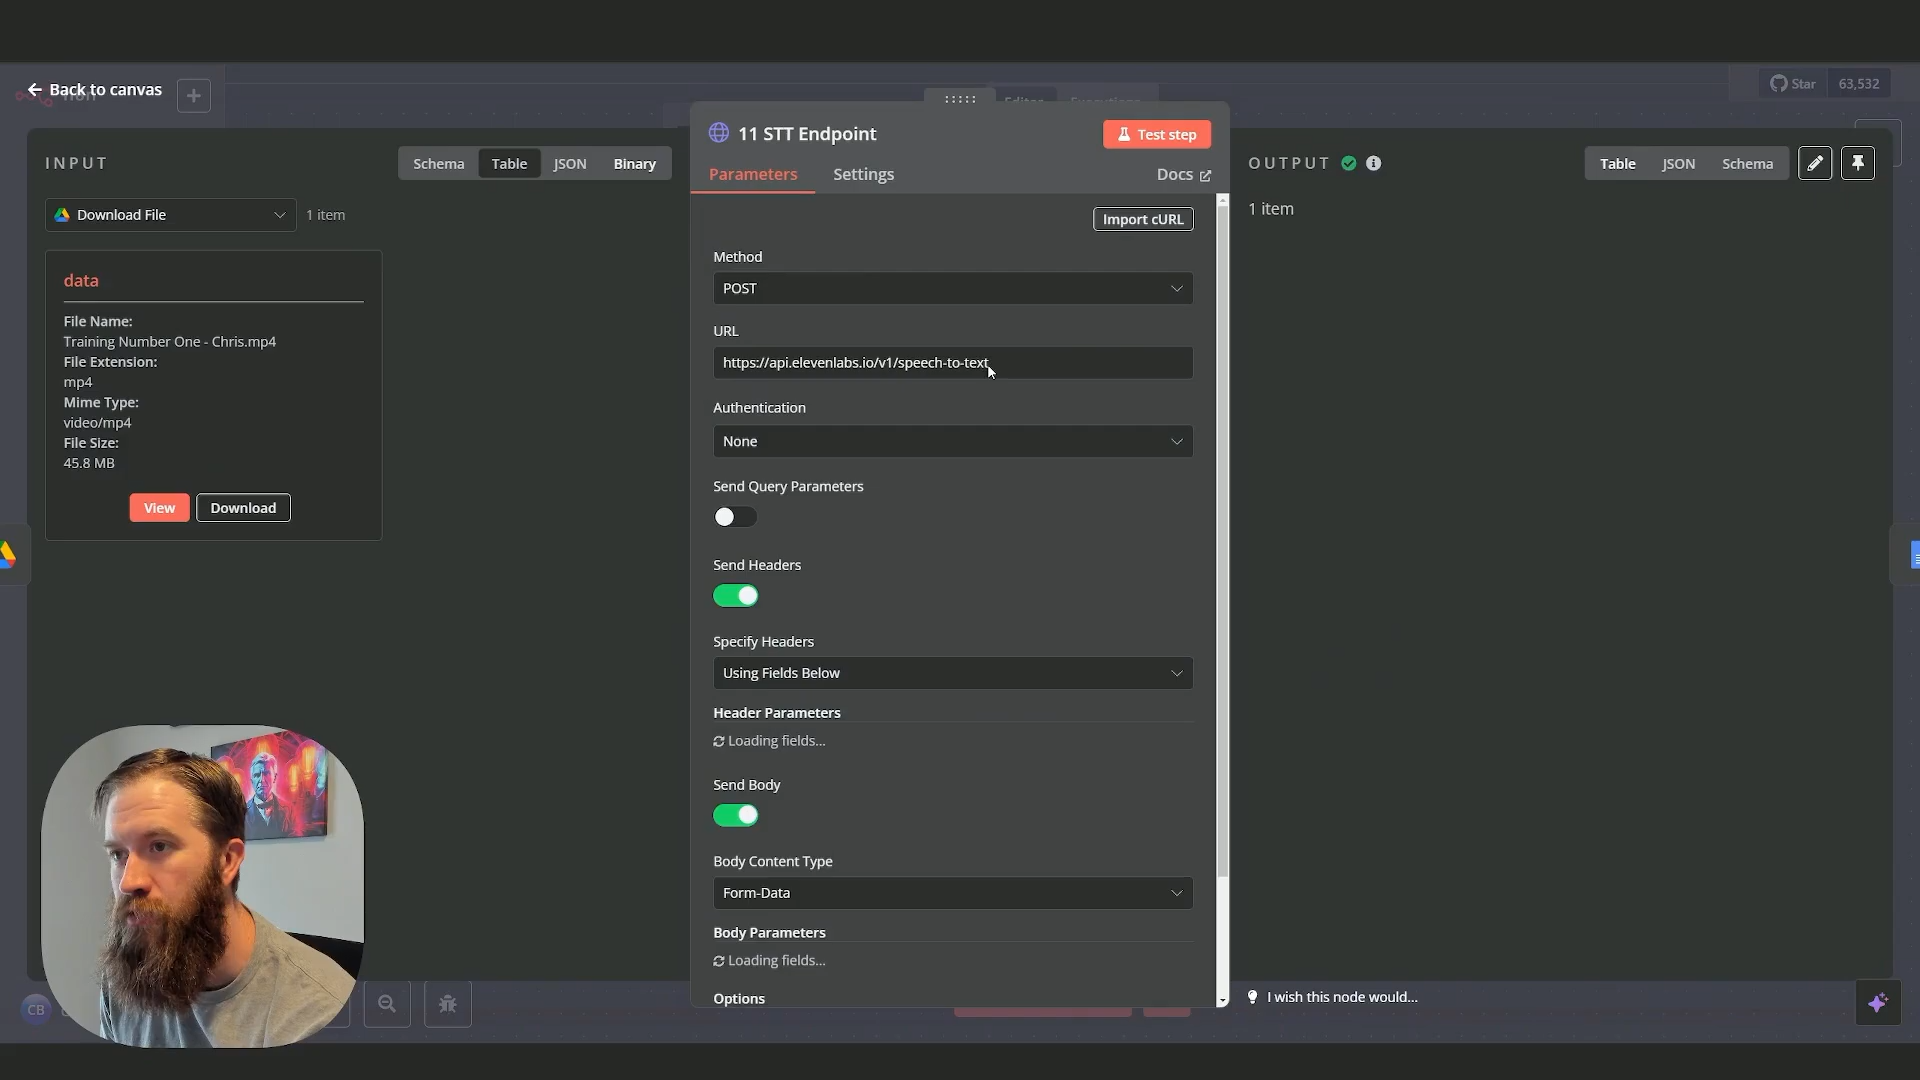 Back to canvas
Star 63,532
Editor Executions
INPUT
Schema Table JSON Binary
Download File 1 item
data
File Name:
Training Number One - Chris.mp4
File Extension:
mp4
Mime Type:
video/mp4
File Size:
45.8 MB
View Download
11 STT Endpoint
Test step
Parameters Settings Docs
Import cURL
Method
POST
URL
https://api.elevenlabs.io/v1/speech-to-text
Authentication
None
Send Query Parameters
Send Headers
Specify Headers
Using Fields Below
Header Parameters
Loading fields...
Send Body
Body Content Type
Form-Data
Body Parameters
Loading fields...
Options
OUTPUT
Table JSON Schema
1 item
I wish this node would...
CB